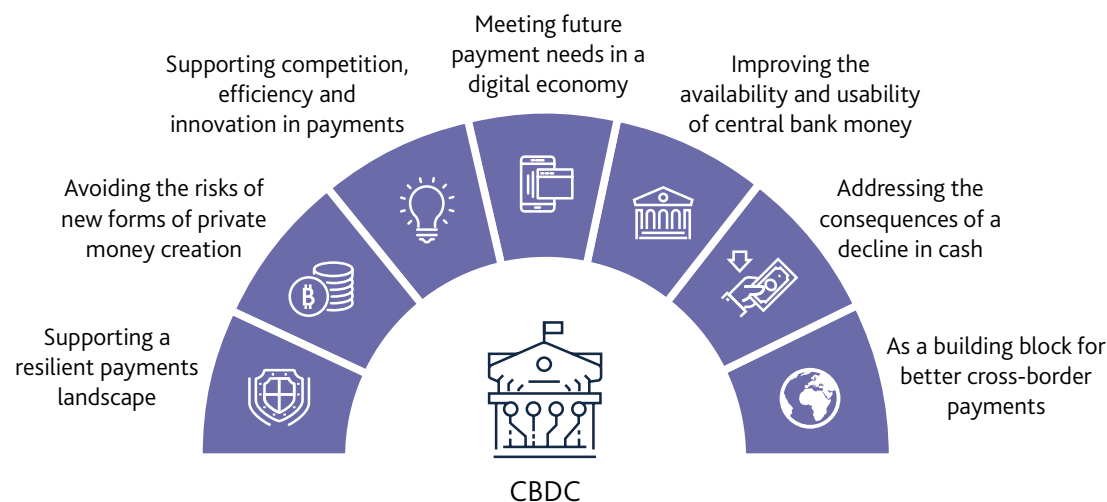 Supporting a
resilient payments
landscape
Avoiding the risks of
new forms of private
money creation
Supporting competition,
efficiency and
innovation in payments
Meeting future
payment needs in a
digital economy
Improving the
availability and usability
of central bank money
Addressing the
consequences of a
decline in cash
As a building block for
better cross-border
payments
CBDC